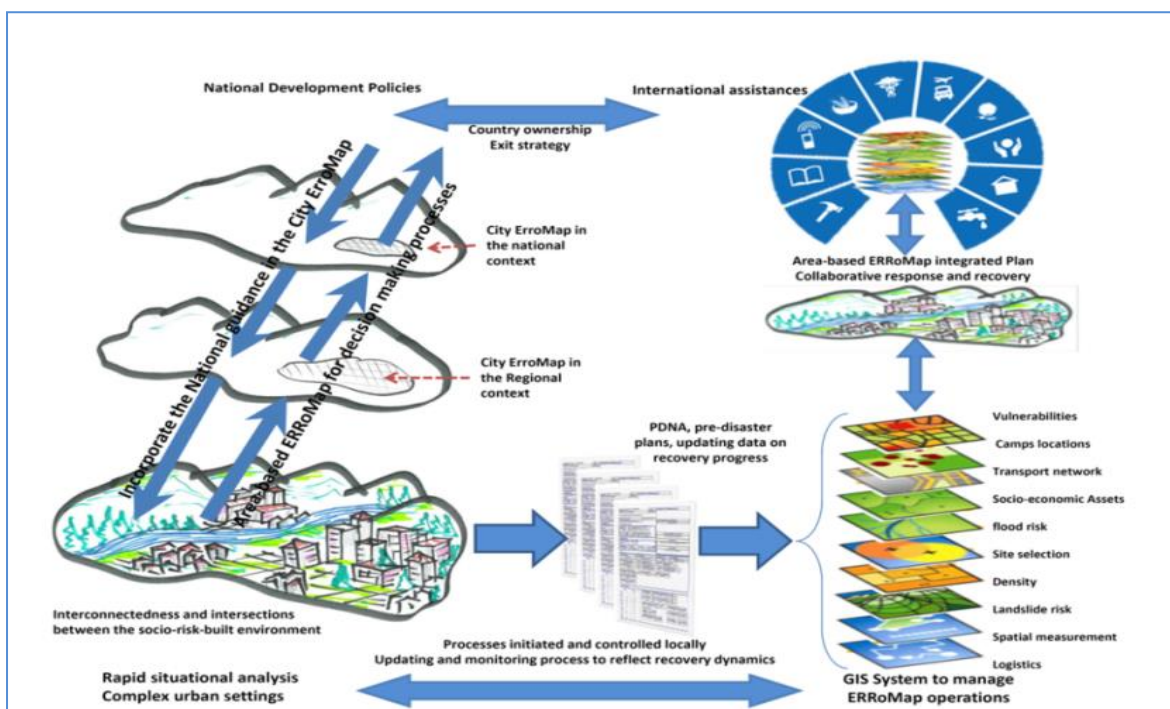 National Development Policies
International assistances
Country ownership
Exit strategy
Incorporate the National guidance in the City ErroMap
Area-based ERRoMap for decision making processes
City ErroMap in
the national
context
City ErroMap in
the Regional
context
Area-based ERRoMap integrated Plan
Collaborative response and recovery
PDNA, pre-disaster
plans, updating data on
recovery progress
Vulnerabilities
Camps locations
Transport network
Socio-economic Assets
flood risk
Site selection
Density
Landslide risk
Spatial measurement
Logistics
Interconnectedness and intersections
between the socio-risk-built environment
Processes initiated and controlled locally
Updating and monitoring process to reflect recovery dynamics
Rapid situational analysis
Complex urban settings
GIS System to manage
ERRoMap operations